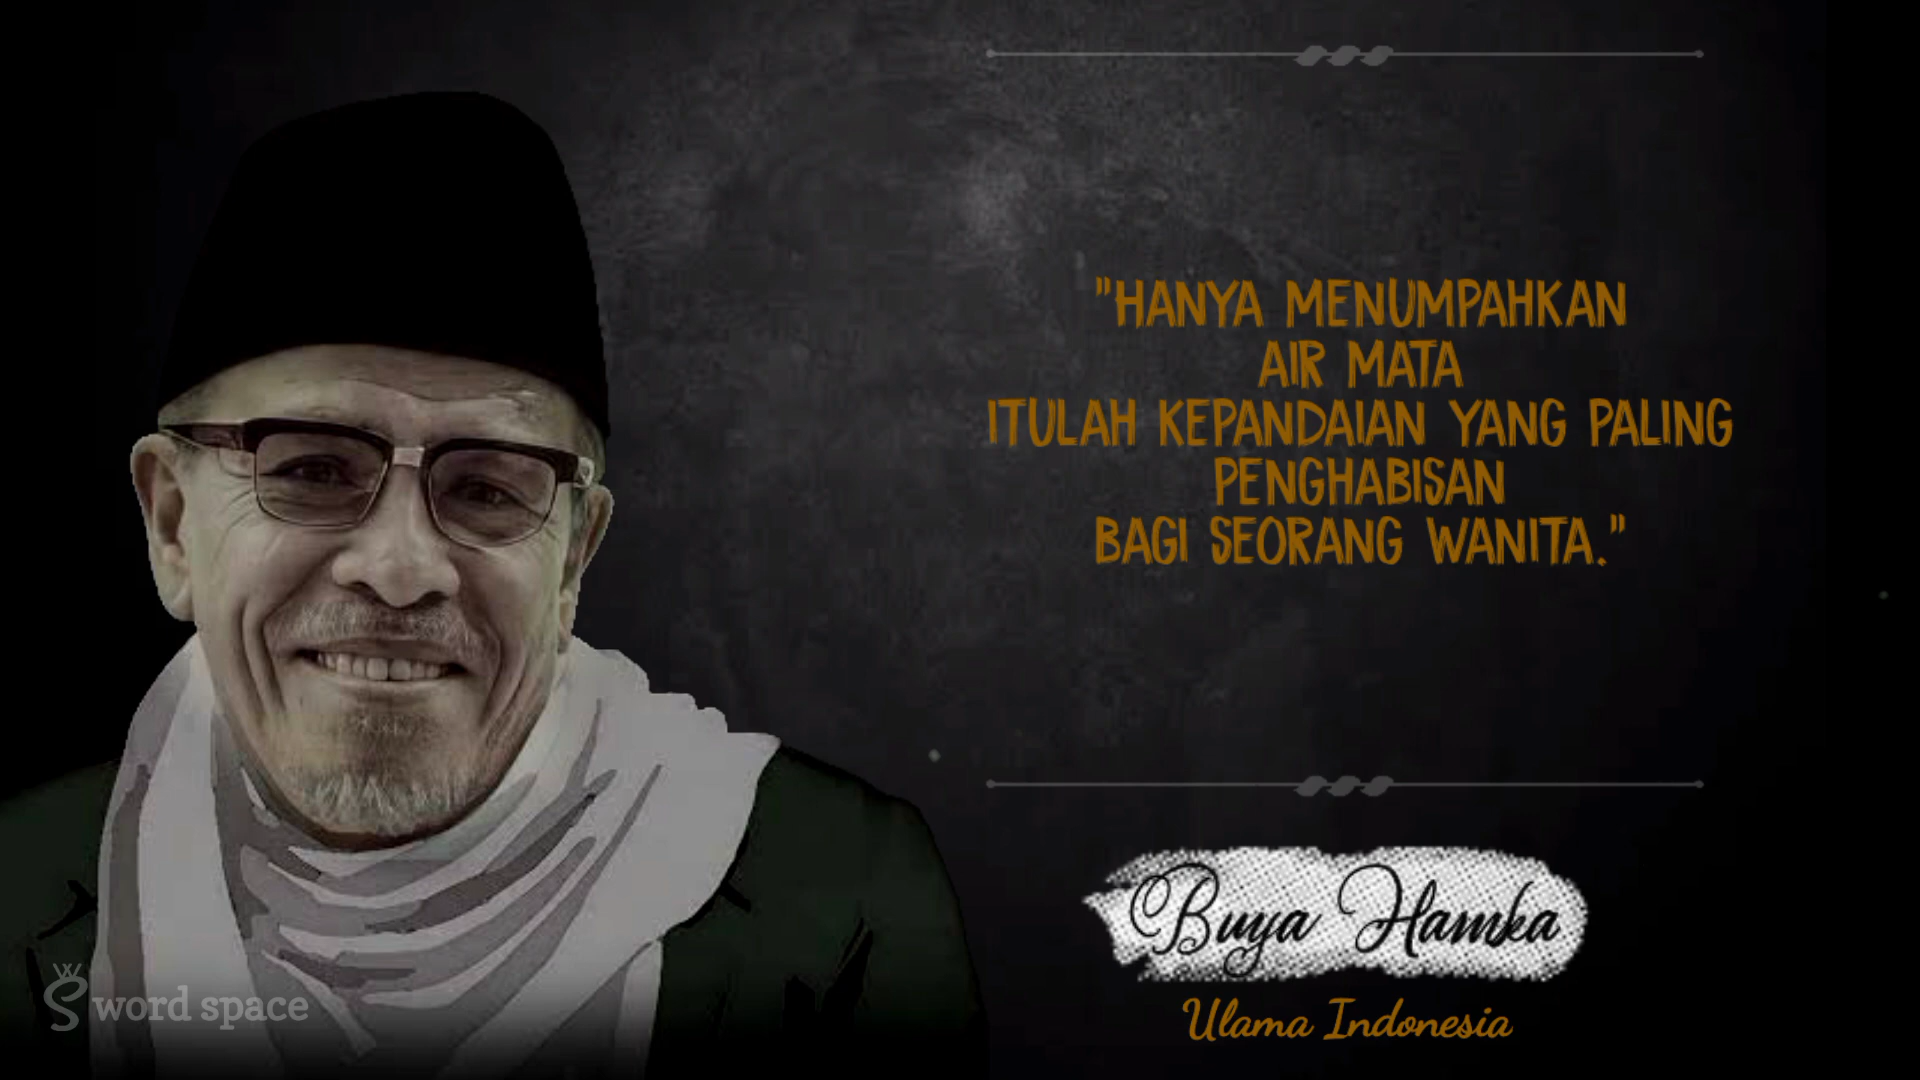 "HANYA MENUMPAHKAN
AIR MATA
ITULAH KEPANDAIAN YANG PALING
PENGHABISAN
BAGI SEORANG WANITA."
Buya Hamka
Ulama Indonesia
word space